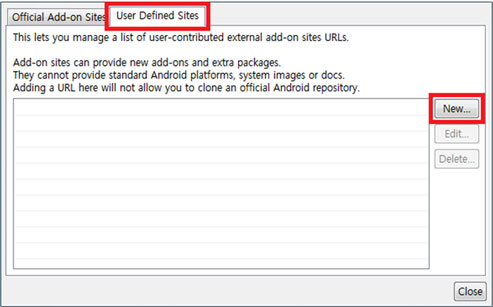 Official Add-on Sites User Defined Sites
This lets you manage a list of user-contributed external add-on sites URLs.
Add-on sites can provide new add-ons and extra packages.
They cannot provide standard Android platforms, system images or docs.
Adding a URL here will not allow you to clone an official Android repository.
New...
Edit...
Delete...
Close